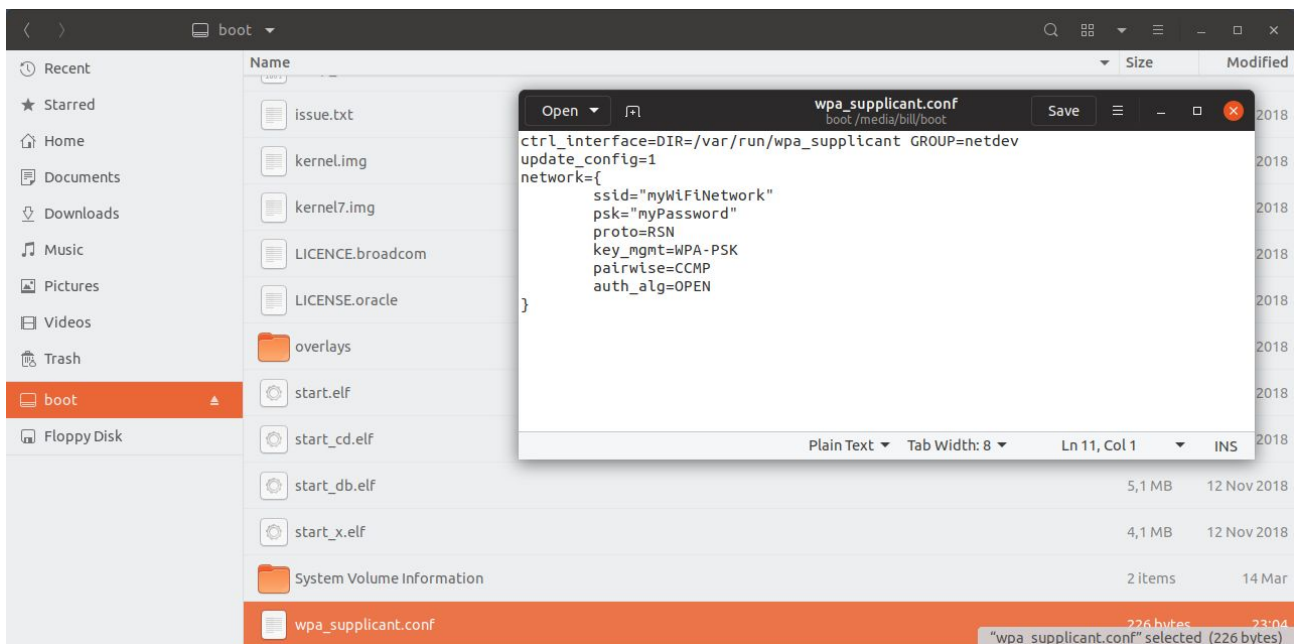 boot
Name
Size
Modified
Recent
Starred
Home
Documents
Downloads
Music
Pictures
Videos
Trash
boot
Floppy Disk
issue.txt
kernel.img
kernel7.img
LICENCE.broadcom
LICENSE.oracle
overlays
start.elf
start_cd.elf
start_db.elf
5,1 MB 12 Nov 2018
start_x.elf
4,1 MB 12 Nov 2018
System Volume Information
2 items 14 Mar
wpa_supplicant.conf
226 bytes 23:04
"wpa_supplicant.conf" selected (226 bytes)
2018
2018
2018
2018
2018
2018
2018
2018
Open
wpa_supplicant.conf
boot /media/bill/boot
Save
ctrl_interface=DIR=/var/run/wpa_supplicant GROUP=netdev
update_config=1
network={
ssid="myWiFiNetwork"
psk="myPassword"
proto=RSN
key_mgmt=WPA-PSK
pairwise=CCMP
auth_alg=OPEN
}
Plain Text Tab Width: 8 Ln 11, Col 1 INS